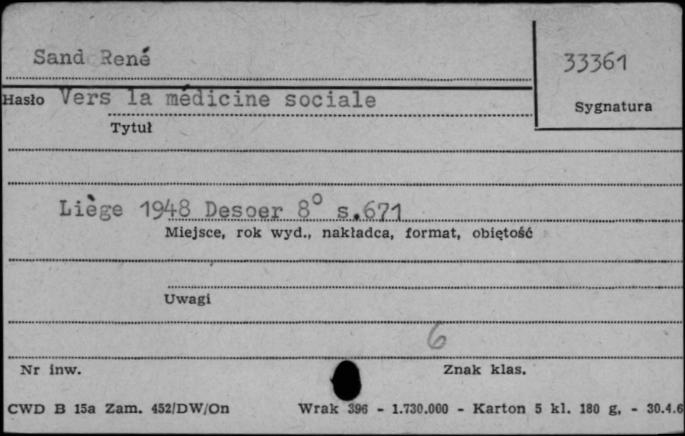 Sand René
33361
Hasło Vers la médicine sociale
Sygnatura
Tytuł
Liège 1948 Desoer 8° s.671
Miejsce, rok wyd., nakładca, format, objętość
Uwagi
6
Nr inw.
Znak klas.
CWD B 15a Zam. 452/DW/On Wrak 396 - 1.730.000 - Karton 5 kl. 180 g, - 30.4.6